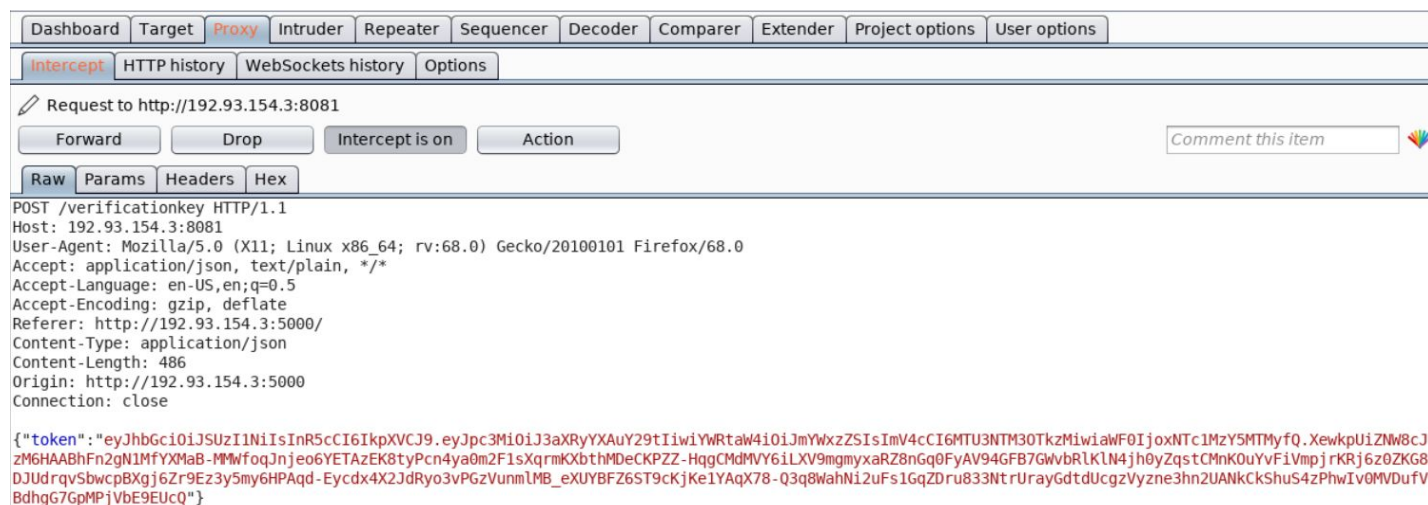 Dashboard Target Proxy Intruder Repeater Sequencer Decoder Comparer Extender Project options User options
Intercept HTTP history WebSockets history Options
Request to http://192.93.154.3:8081
Forward Drop Intercept is on Action Comment this item
Raw Params Headers Hex
POST /verificationkey HTTP/1.1
Host: 192.93.154.3:8081
User-Agent: Mozilla/5.0 (X11; Linux x86_64; rv:68.0) Gecko/20100101 Firefox/68.0
Accept: application/json, text/plain, */*
Accept-Language: en-US,en;q=0.5
Accept-Encoding: gzip, deflate
Referer: http://192.93.154.3:5000/
Content-Type: application/json
Content-Length: 486
Origin: http://192.93.154.3:5000
Connection: close
{"token":"eyJhbGciOiJSUzI1NiIsInR5cCI6IkpXVCJ9.eyJpc3MiOiJ3aXRyYXAuY29tIiwiYWRtaW4iOiJmYWxzZSIsImV4cCI6MTU3NTM3OTkzMiwiaWF0IjoxNTc1MzY5MTMyfQ.XewkpUiZNW8cJ
zM6HAABhFn2gN1MfYXMaB-MMWfoqJnjeo6YETAzEK8tyPcn4ya0m2F1sXqrmKXbthMDeCKPZZ-HqgCMdMVY6iLXV9mgmyxaRZ8nGq0FyAV94GFB7GWvbRlKlN4jh0yZqstCMnKOuYvFiVmpjrKRj6z0ZKG8
DJUdrqvSbwcpBXgj6Zr9Ez3y5my6HPAqd-Eycdx4X2JdRyo3vPGzVunmlMB_eXUYBFZ6ST9cKjKe1YAqX78-Q3q8WahNi2uFs1GqZDru833NtrUrayGdtdUcgzVyzne3hn2UANkCkShuS4zPhwIv0MVDufV
BdhgG7GpMPjVbE9EUcQ"}